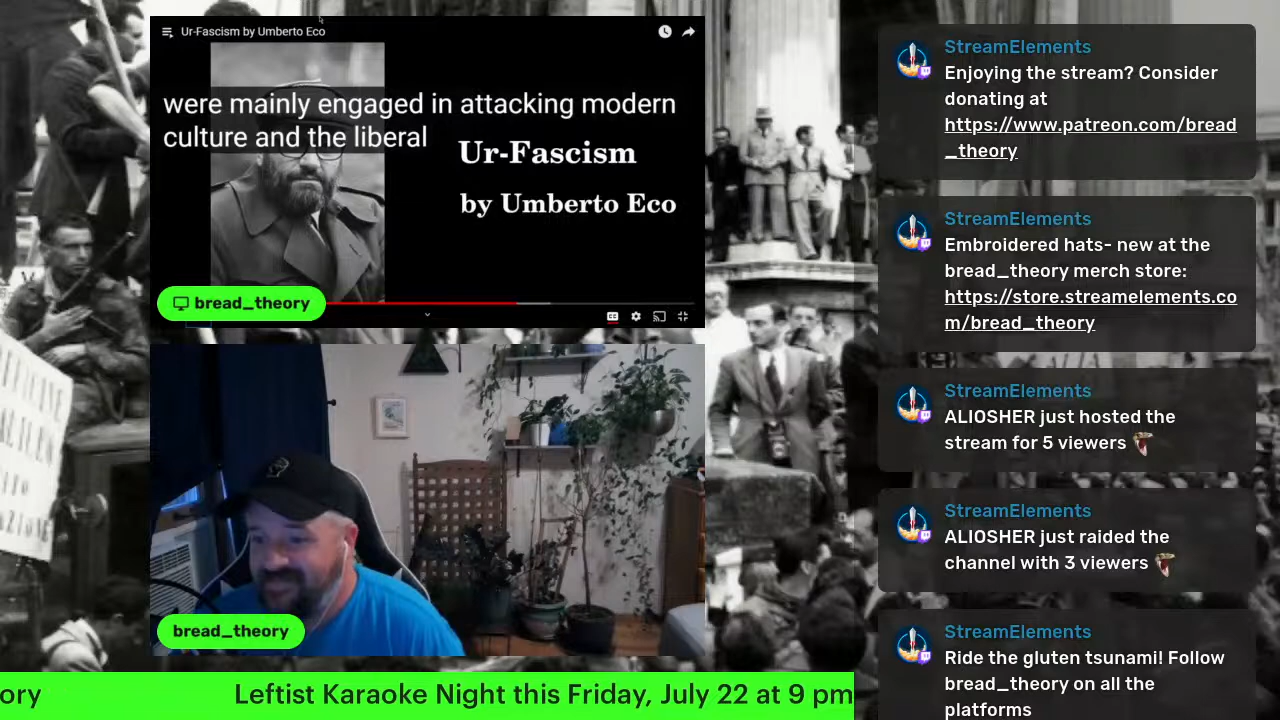 Ur-Fascism by Umberto Eco
were mainly engaged in attacking modern
culture and the liberal
Ur-Fascism
by Umberto Eco
bread_theory
bread_theory
ory
Leftist Karaoke Night this Friday, July 22 at 9 pm
StreamElements
Enjoying the stream? Consider
donating at
https://www.patreon.com/bread
_theory
StreamElements
Embroidered hats- new at the
bread_theory merch store:
https://store.streamelements.co
m/bread_theory
StreamElements
ALIOSHER just hosted the
stream for 5 viewers
StreamElements
ALIOSHER just raided the
channel with 3 viewers
StreamElements
Ride the gluten tsunami! Follow
bread_theory on all the
platforms